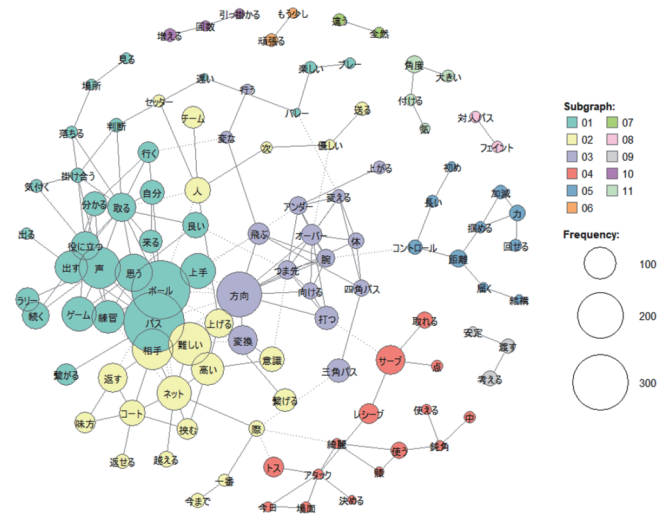 引っ掛かる
もう少し
増える
回数
頑張る
違う
全然
見る
楽しい
プレー
角度
大きい
場所
遅い
行う
セッター
バレー
送る
付ける
チーム
対人パス
落ちる
判断
変な
気
フェイント
行く
次
優しい
掛け合う
上がる
初め
気付く
自分
人
加減
分かる
取る
アンダー
変える
長い
力
掴める
出る
良い
飛ぶ
オーバー
体
回せる
役に立つ
来る
コントロール
腕
距離
出す
声
思う
上手
つま先
ボール
方向
向ける
四角パス
届く
結構
ラリー
続く
ゲーム
練習
パス
上げる
打つ
取れる
安定
渡す
相手
難しい
変換
サーブ
点
考える
繋がる
返す
高い
意識
三角パス
ネット
繋げる
使える
中
味方
コート
挟む
際
レシーブ
綺麗
使う
鋭角
返せる
越える
トス
アタック
膝
一番
今まで
今日
場面
決める
Subgraph:
01
07
02
08
03
09
04
10
05
11
06
Frequency:
100
200
300